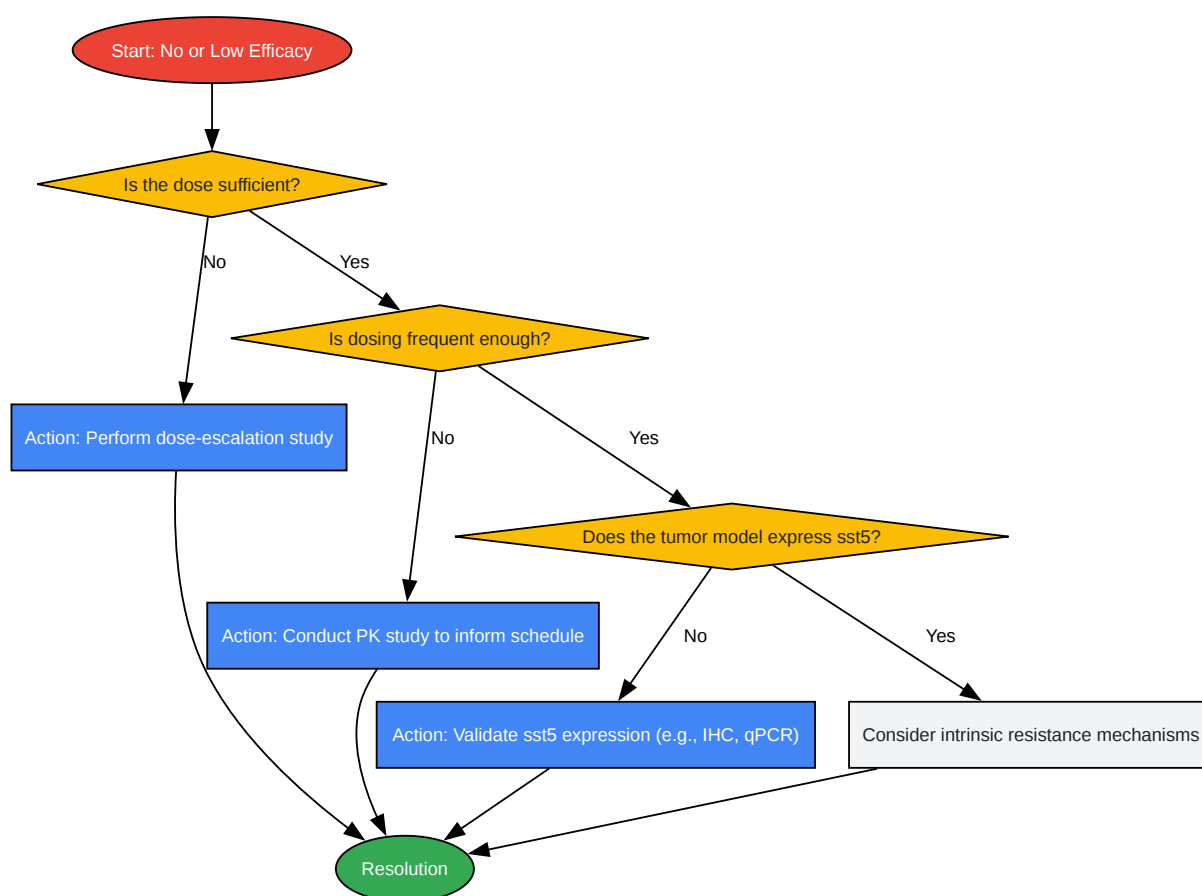 Start: No or Low Efficacy
Is the dose sufficient?
No
Yes
Is dosing frequent enough?
Action: Perform dose-escalation study
No
Yes
Does the tumor model express sst5?
Action: Conduct PK study to inform schedule
No
Yes
Action: Validate sst5 expression (e.g., IHC, qPCR)
Consider intrinsic resistance mechanisms
Resolution